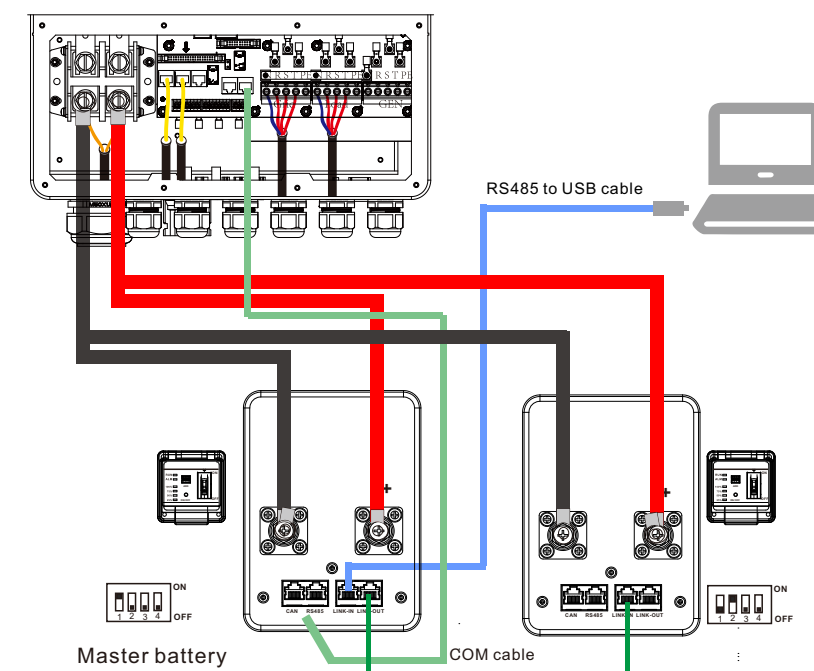 R S T PE
R S T PE
R S T PE
GEN
RS485 to USB cable
+
+
CAN RS485 LINK-IN LINK-OUT
CAN RS485 LINK-IN LINK-OUT
ON
1 2 3 4
OFF
ON
1 2 3 4
OFF
Master battery
COM cable